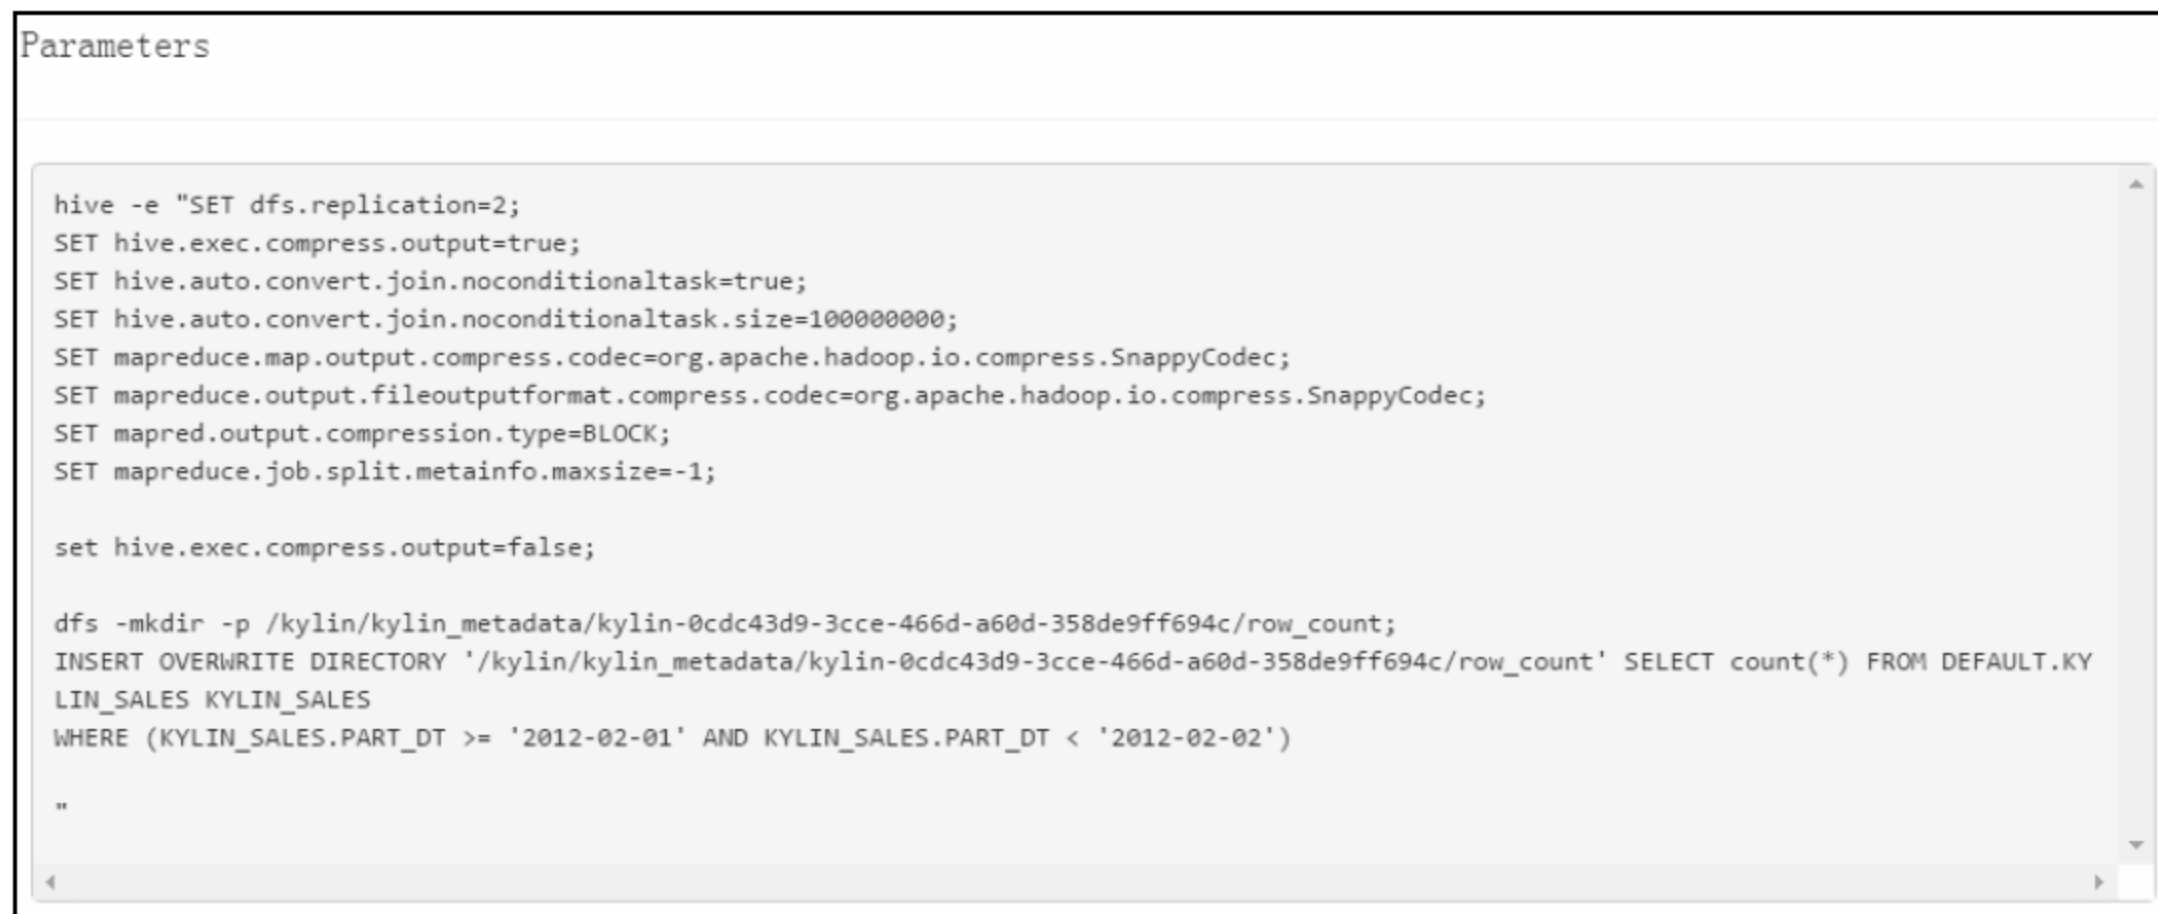 Parameters
hive -e "SET dfs.replication=2;
SET hive.exec.compress.output=true;
SET hive.auto.convert.join.noconditionaltask=true;
SET hive.auto.convert.join.noconditionaltask.size=100000000;
SET mapreduce.map.output.compress.codec=org.apache.hadoop.io.compress.SnappyCodec;
SET mapreduce.output.fileoutputformat.compress.codec=org.apache.hadoop.io.compress.SnappyCodec;
SET mapred.output.compression.type=BLOCK;
SET mapreduce.job.split.metainfo.maxsize=-1;
set hive.exec.compress.output=false;
dfs -mkdir -p /kylin/kylin_metadata/kylin-0cdc43d9-3cce-466d-a60d-358de9ff694c/row_count;
INSERT OVERWRITE DIRECTORY '/kylin/kylin_metadata/kylin-0cdc43d9-3cce-466d-a60d-358de9ff694c/row_count' SELECT count(*) FROM DEFAULT.KY
LIN_SALES KYLIN_SALES
WHERE (KYLIN_SALES.PART_DT >= '2012-02-01' AND KYLIN_SALES.PART_DT < '2012-02-02')
"